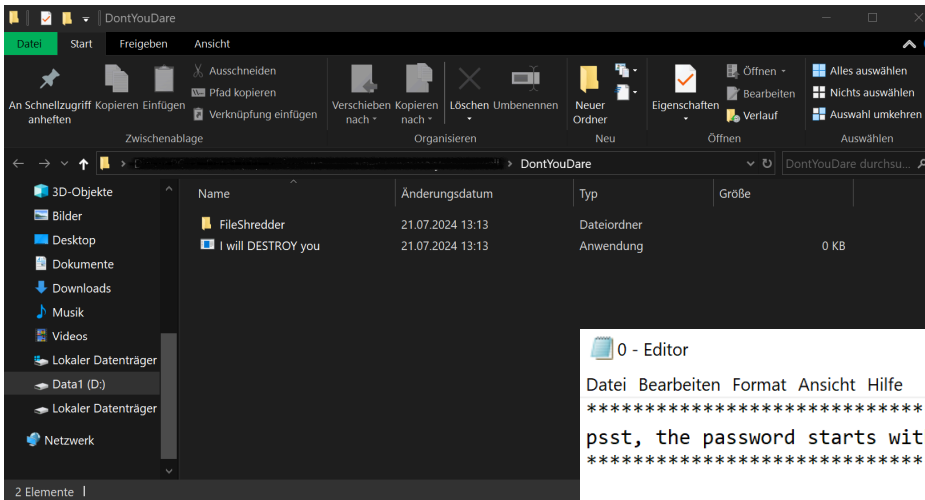 DontYouDare
Datei Start Freigeben Ansicht
An Schnellzugriff anheften
Kopieren
Einfügen
Ausschneiden
Pfad kopieren
Verknüpfung einfügen
Zwischenablage
Verschieben nach
Kopieren nach
Löschen
Umbenennen
Organisieren
Neuer Ordner
Neu
Eigenschaften
Öffnen
Bearbeiten
Verlauf
Öffnen
Alles auswählen
Nichts auswählen
Auswahl umkehren
Auswählen
DontYouDare
DontYouDare durchsu...
3D-Objekte
Bilder
Desktop
Dokumente
Downloads
Musik
Videos
Lokaler Datenträger
Data1 (D:)
Lokaler Datenträger
Netzwerk
Name Änderungsdatum Typ Größe
FileShredder 21.07.2024 13:13 Dateiordner
I will DESTROY you 21.07.2024 13:13 Anwendung 0 KB
0 - Editor
Datei Bearbeiten Format Ansicht Hilfe
*****************************
psst, the password starts wit
*****************************
2 Elemente